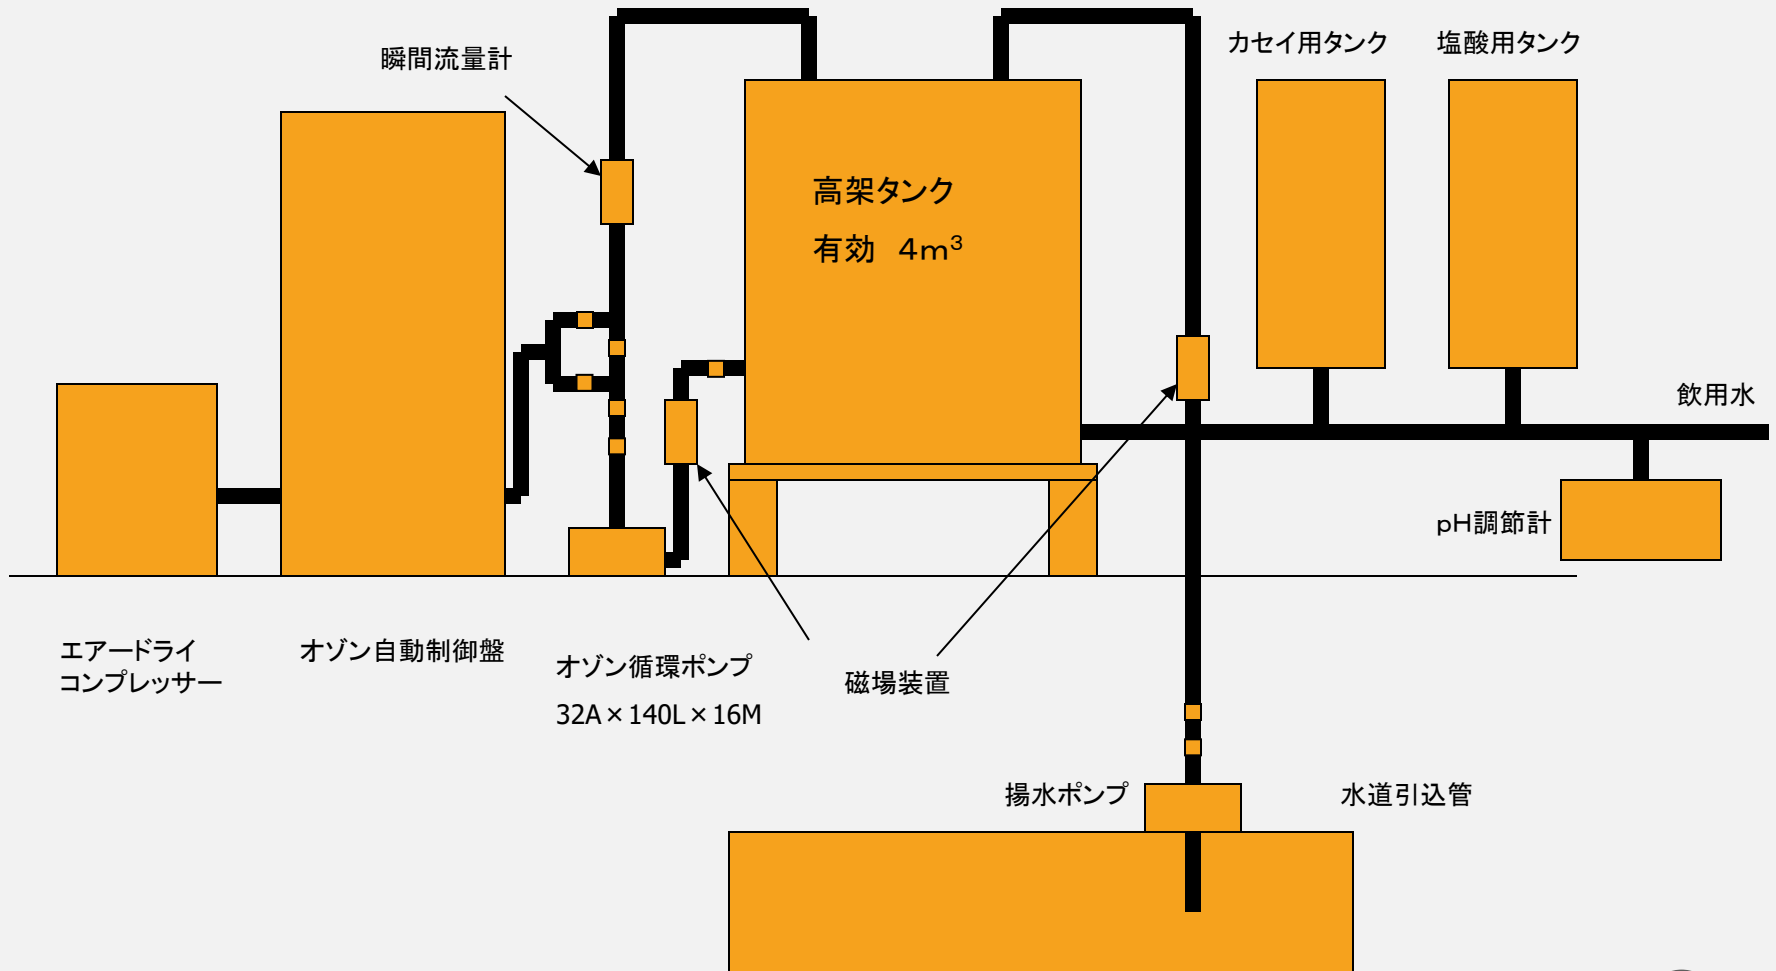 瞬間流量計
カセイ用タンク
塩酸用タンク
高架タンク
有効　4ｍ³
飲用水
ｐH調節計
エアードライ
コンプレッサー
オゾン自動制御盤
オゾン循環ポンプ
32A×140L×16M
磁場装置
揚水ポンプ
水道引込管